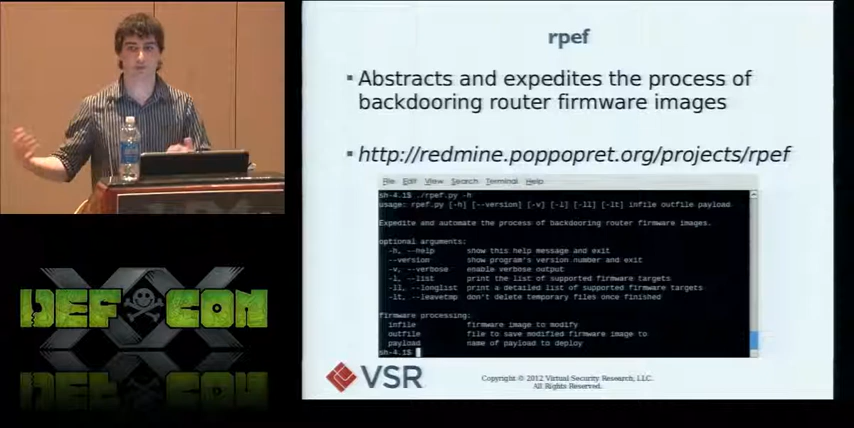 rpef
▪ Abstracts and expedites the process of
backdooring router firmware images
▪ http://redmine.poppopret.org/projects/rpef
File Edit View Search Terminal Help
sh-4.1$ ./rpef.py -h
usage: rpef.py [-h] [--version] [-v] [-l] [-ll] [-lt] infile outfile payload
Expedite and automate the process of backdooring router firmware images.
optional arguments:
-h, --help show this help message and exit
--version show program's version number and exit
-v, --verbose enable verbose output
-l, --list print the list of supported firmware targets
-ll, --longlist print a detailed list of supported firmware targets
-lt, --leavetmp don't delete temporary files once finished
firmware processing:
infile firmware image to modify
outfile file to save modified firmware image to
payload name of payload to deploy
sh-4.1$
VSR
Copyright © 2012 Virtual Security Research, LLC.
All Rights Reserved.
XX
DEF CON